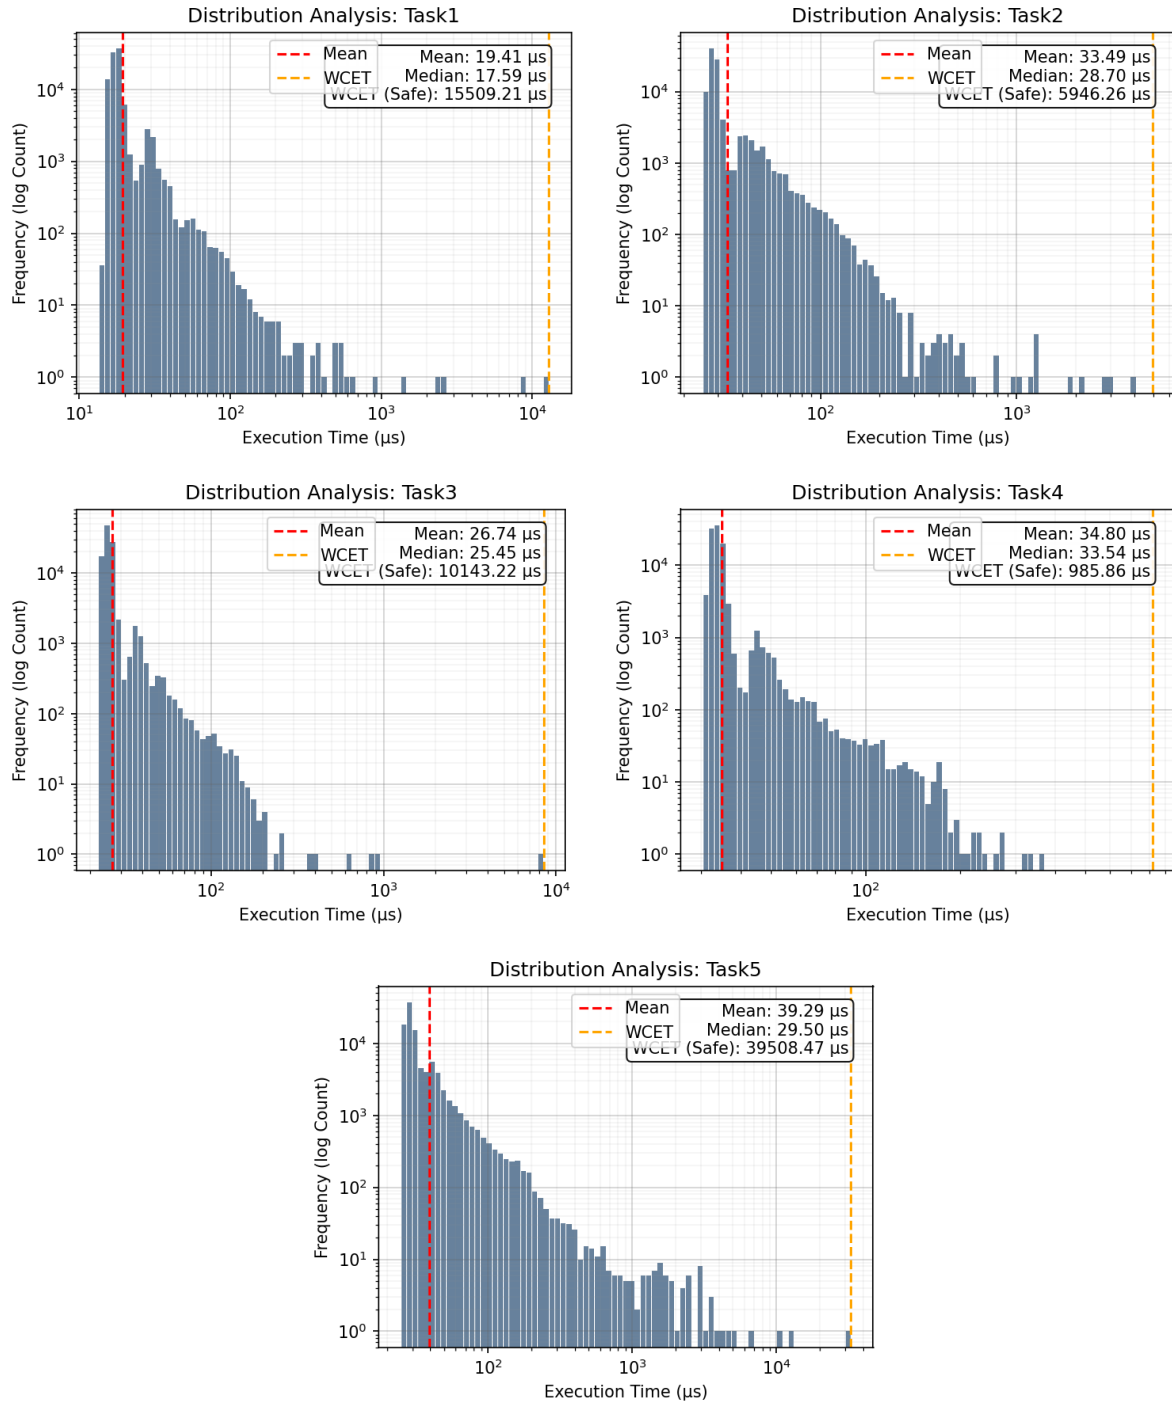 Distribution Analysis: Task1
Mean
WCET
Mean: 19.41 µs
Median: 17.59 µs
WCET (Safe): 15509.21 µs
Frequency (log Count)
10⁴
10³
10²
10¹
10⁰
10¹ 10² 10³ 10⁴
Execution Time (µs)
Distribution Analysis: Task2
Mean
WCET
Mean: 33.49 µs
Median: 28.70 µs
WCET (Safe): 5946.26 µs
Frequency (log Count)
10⁴
10³
10²
10¹
10⁰
10² 10³
Execution Time (µs)
Distribution Analysis: Task3
Mean
WCET
Mean: 26.74 µs
Median: 25.45 µs
WCET (Safe): 10143.22 µs
Frequency (log Count)
10⁴
10³
10²
10¹
10⁰
10² 10³ 10⁴
Execution Time (µs)
Distribution Analysis: Task4
Mean
WCET
Mean: 34.80 µs
Median: 33.54 µs
WCET (Safe): 985.86 µs
Frequency (log Count)
10⁴
10³
10²
10¹
10⁰
10²
Execution Time (µs)
Distribution Analysis: Task5
Mean
WCET
Mean: 39.29 µs
Median: 29.50 µs
WCET (Safe): 39508.47 µs
Frequency (log Count)
10⁴
10³
10²
10¹
10⁰
10² 10³ 10⁴
Execution Time (µs)